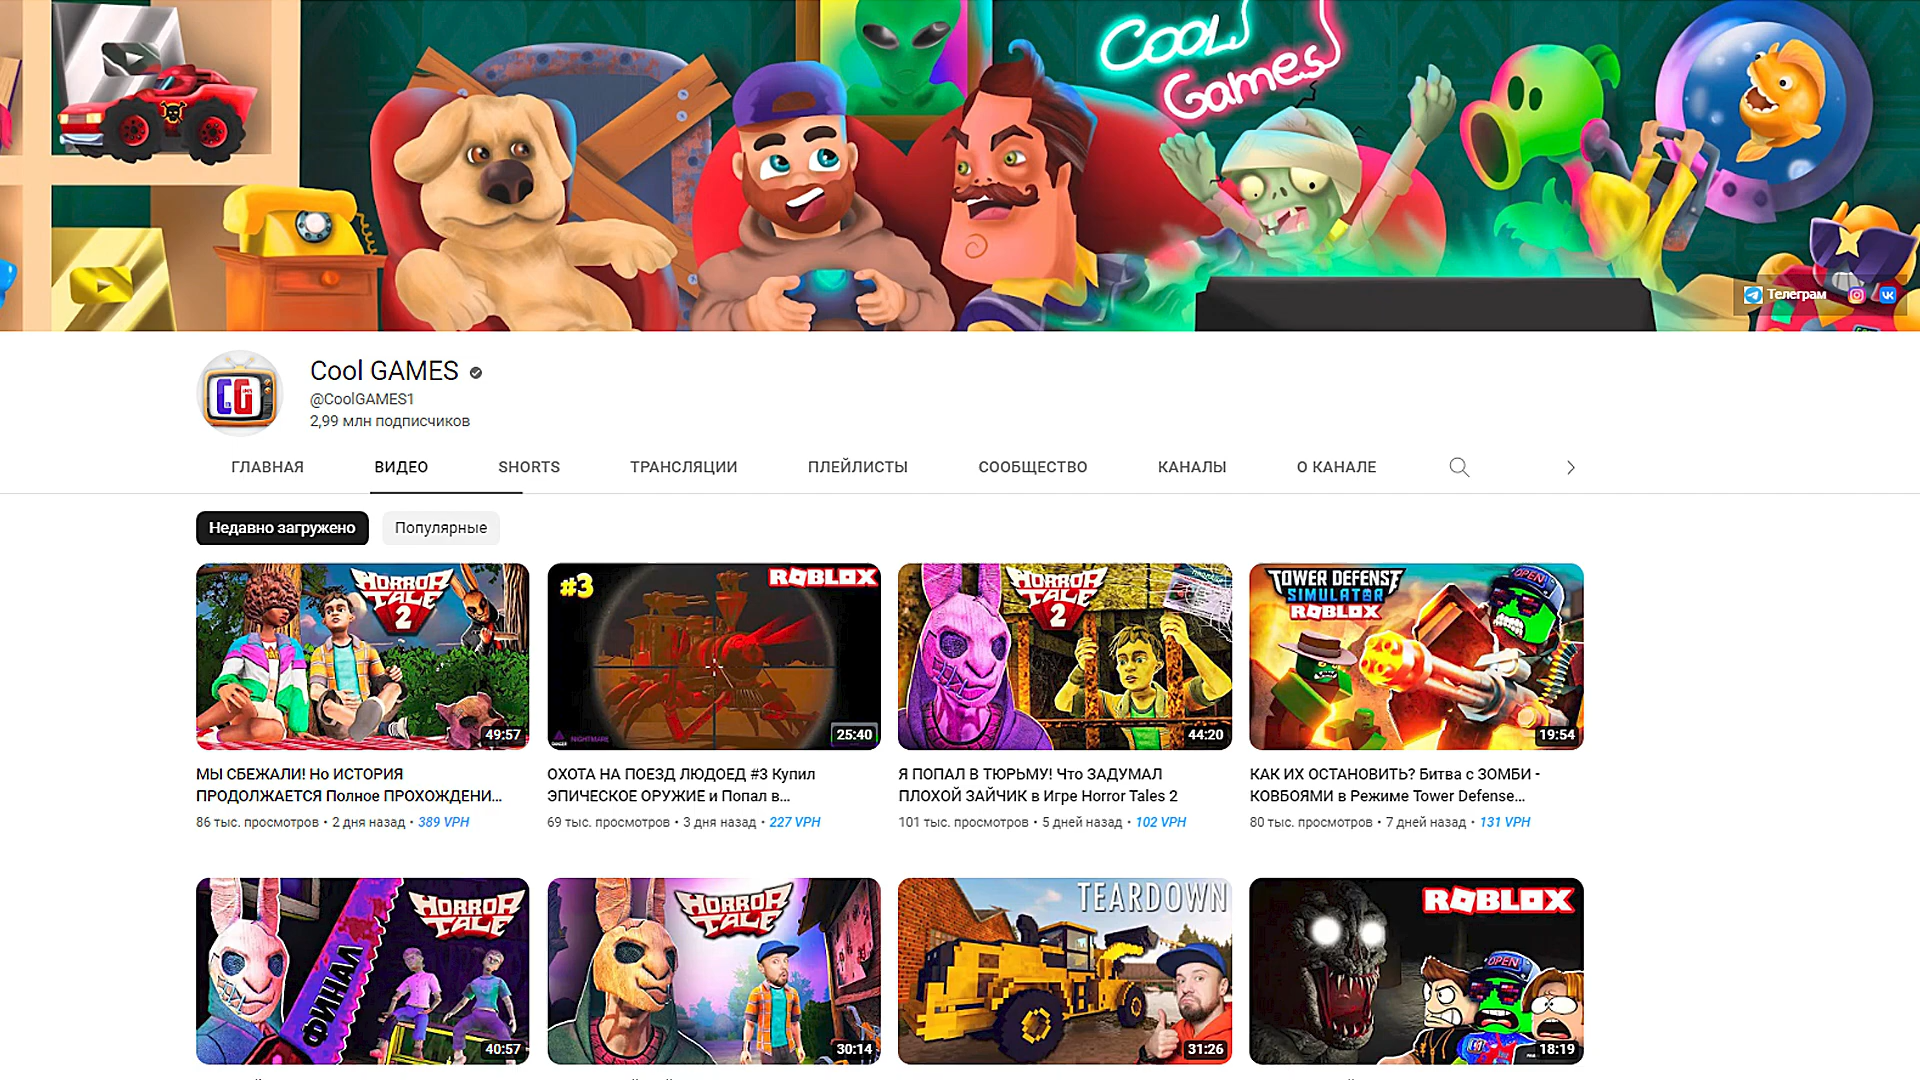 COOL
Games
Телеграм
Cool GAMES
@CoolGAMES1
2,99 млн подписчиков
ГЛАВНАЯ
ВИДЕО
SHORTS
ТРАНСЛЯЦИИ
ПЛЕЙЛИСТЫ
СООБЩЕСТВО
КАНАЛЫ
О КАНАЛЕ
Недавно загружено
Популярные
HORROR
TALE
2
49:57
#3
ROBLOX
NIGHTMARE
25:40
HORROR
TALE
2
44:20
TOWER DEFENSE
SIMULATOR
ROBLOX
OPEN
19:54
МЫ СБЕЖАЛИ! Но ИСТОРИЯ
ПРОДОЛЖАЕТСЯ Полное ПРОХОЖДЕНИ...
86 тыс. просмотров • 2 дня назад • 389 VPH
ОХОТА НА ПОЕЗД ЛЮДОЕД #3 Купил
ЭПИЧЕСКОЕ ОРУЖИЕ и Попал в...
69 тыс. просмотров • 3 дня назад • 227 VPH
Я ПОПАЛ В ТЮРЬМУ! Что ЗАДУМАЛ
ПЛОХОЙ ЗАЙЧИК в Игре Horror Tales 2
101 тыс. просмотров • 5 дней назад • 102 VPH
КАК ИХ ОСТАНОВИТЬ? Битва с ЗОМБИ -
КОВБОЯМИ в Режиме Tower Defense...
80 тыс. просмотров • 7 дней назад • 131 VPH
HORROR
TALE
ФИНАЛ
40:57
HORROR
TALE
30:14
TEARDOWN
31:26
ROBLOX
OPEN
18:19